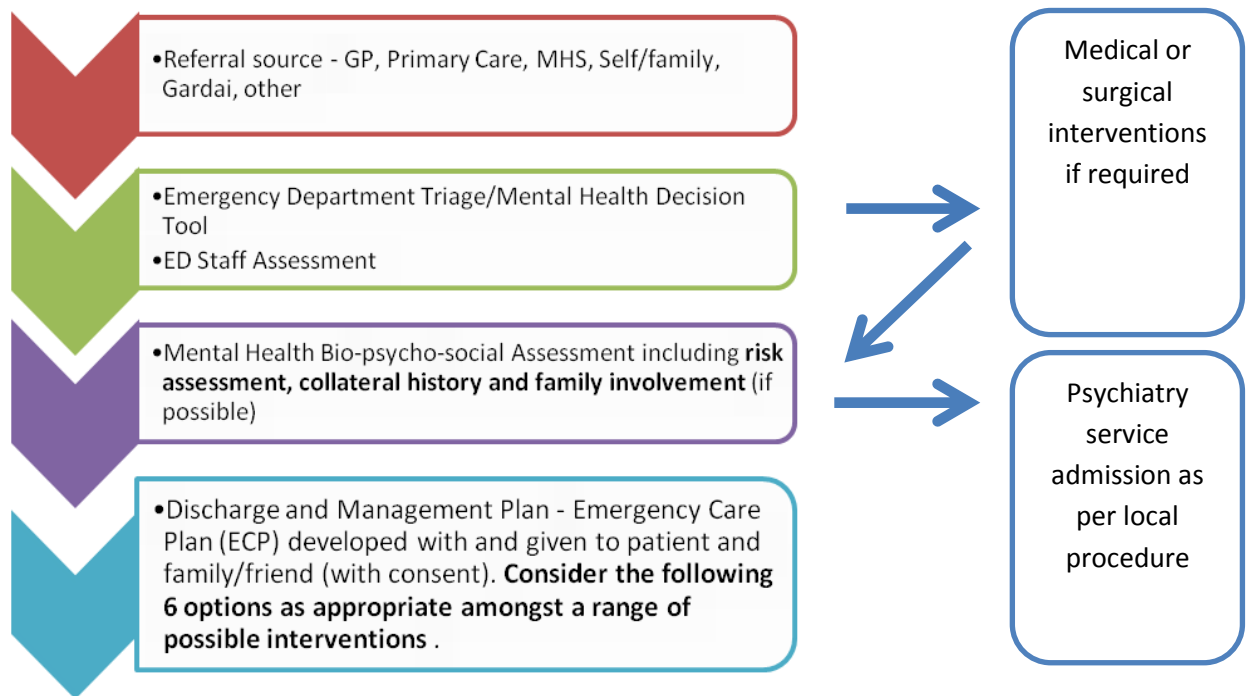 •Referral source - GP, Primary Care, MHS, Self/family,
Gardai, other
•Emergency Department Triage/Mental Health Decision
Tool
•ED Staff Assessment
•Mental Health Bio-psycho-social Assessment including risk
assessment, collateral history and family involvement (if
possible)
•Discharge and Management Plan - Emergency Care
Plan (ECP) developed with and given to patient and
family/friend (with consent). Consider the following
6 options as appropriate amongst a range of
possible interventions .
Medical or
surgical
interventions
if required
Psychiatry
service
admission as
per local
procedure